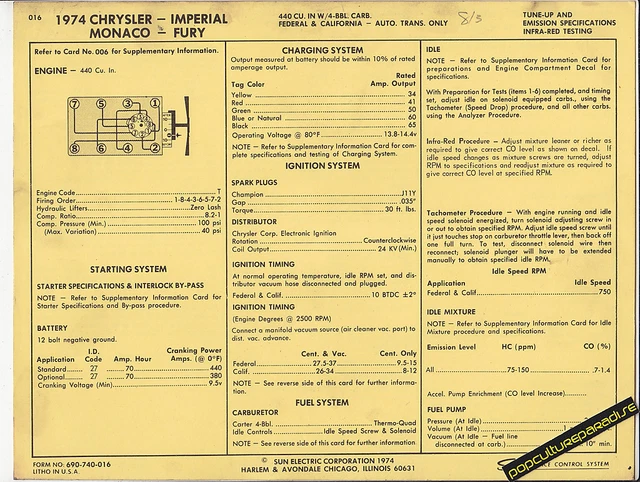 016
1974 CHRYSLER – IMPERIAL
MONACO – FURY
440 CU. IN W/4-BBL. CARB.
FEDERAL & CALIFORNIA – AUTO. TRANS. ONLY
TUNE-UP AND
EMISSION SPECIFICATIONS
INFRA-RED TESTING
Refer to Card No. 006 for Supplementary Information.
ENGINE – 440 Cu. In.
7 5 3 1
8 6 4 2
Engine Code T
Firing Order 1-8-4-3-6-5-7-2
Hydraulic Lifters Zero Lash
Comp. Ratio 8.2-1
Comp. Pressure (Min.) 100 psi
(Max. Variation) 40 psi
STARTING SYSTEM
STARTER SPECIFICATIONS & INTERLOCK BY-PASS
NOTE – Refer to Supplementary Information Card for
Starter Specifications and By-pass procedure.
BATTERY
12 bolt negative ground.
I.D. Cranking Power
Application Code Amp. Hour Amps. (@ 0°F)
Standard 27 70 440
Optional 27 70 380
Cranking Voltage (Min) 9.5v
CHARGING SYSTEM
Output measured at battery should be within 10% of rated
amperage output.
Rated
Tag Color Amp. Output
Yellow 34
Red 41
Green 50
Blue or Natural 60
Black 65
Operating Voltage @ 80°F 13.8-14.4v
NOTE – Refer to Supplementary Information Card for com-
plete specifications and testing of Charging System.
IGNITION SYSTEM
SPARK PLUGS
Champion J11Y
Gap .035"
Torque 30 ft. lbs.
DISTRIBUTOR
Chrysler Corp. Electronic Ignition
Rotation Counterclockwise
Coil Output 24 KV (Min.)
IGNITION TIMING
At normal operating temperature, idle RPM set, and dis-
tributor vacuum hose disconnected and plugged.
Federal & Calif. 10 BTDC ±2°
IGNITION TIMING
(Engine Degrees @ 2500 RPM)
Connect a manifold vacuum source (air cleaner vac. port) to
dist. vac. advance.
Cent. & Vac. Cent. Only
Federal 27.5-37 9.5-15
Calif. 26-34 8-12
NOTE – See reverse side of this card for further informa-
tion.
FUEL SYSTEM
CARBURETOR
Carter 4-Bbl. Thermo-Quad
Idle Controls Idle Speed Screw & Solenoid
NOTE – See reverse side of this card for further information
IDLE
NOTE – Refer to Supplementary Information Card for
preparations and Engine Compartment Decal for
specifications.
With Preparation for Tests (items 1-6) completed, and timing
set, adjust idle on solenoid equipped carbs., using the
Tachometer (Speed Drop) procedure, and all other carbs.
using the Analyzer Procedure.
Infra-Red Procedure – Adjust mixture leaner or richer as
required to give correct CO level as shown on decal. If
idle speed changes as mixture screws are turned, adjust
RPM to specifications and readjust mixture as required to
give correct CO level at specified RPM.
Tachometer Procedure – With engine running and idle
speed solenoid energized, turn solenoid adjusting screw in
or out to obtain specified RPM. Adjust idle speed screw until
it just touches stop on carburetor throttle lever, then back off
one full turn. To test, disconnect solenoid wire then
reconnect; solenoid plunger will have to be extended
manually to obtain specified idle RPM.
Idle Speed RPM
Application Idle Speed
Federal & Calif. 750
IDLE MIXTURE
NOTE – Refer to Supplementary Information Card for Idle
Mixture procedure and specifications.
Emission Level HC (ppm) CO (%)
All 75-150 .7-1.4
Accel. Pump Enrichment (CO level Increase)
FUEL PUMP
Pressure (At Idle)
Volume (At Idle)
Vacuum (At Idle – Fuel line
disconnected at carb.) 10" min.
popcultureparadise
CONTROL SYSTEM
FORM NO: 690-740-016
LITHO IN U.S.A.
© SUN ELECTRIC CORPORATION 1974
HARLEM & AVONDALE CHICAGO, ILLINOIS 60631